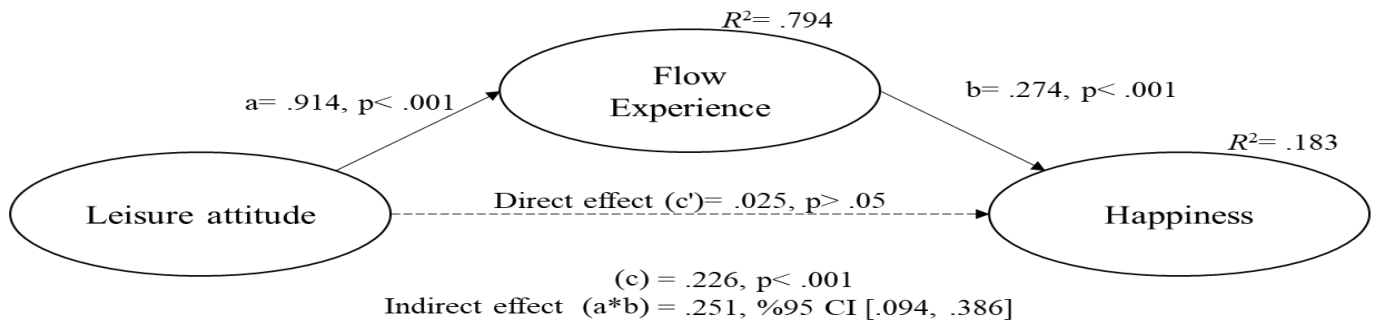 R²= .794
Flow
Experience
a= .914, p< .001
b= .274, p< .001
R²= .183
Leisure attitude
Direct effect (c')= .025, p> .05
Happiness
(c) = .226, p< .001
Indirect effect (a*b) = .251, %95 CI [.094, .386]